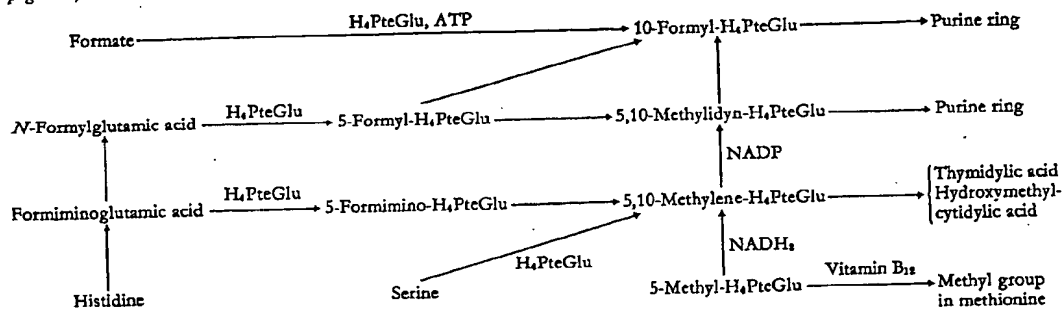 H₄PteGlu, ATP
Formate 10-Formyl-H₄PteGlu Purine ring
H₄PteGlu
N-Formylglutamic acid 5-Formyl-H₄PteGlu 5,10-Methylidyn-H₄PteGlu Purine ring
NADP
H₄PteGlu
Formiminoglutamic acid 5-Formimino-H₄PteGlu 5,10-Methylene-H₄PteGlu
Thymidylic acid
Hydroxymethyl-
cytidylic acid
H₄PteGlu
NADH₂
Vitamin B₁₂
Histidine Serine 5-Methyl-H₄PteGlu Methyl group
in methionine